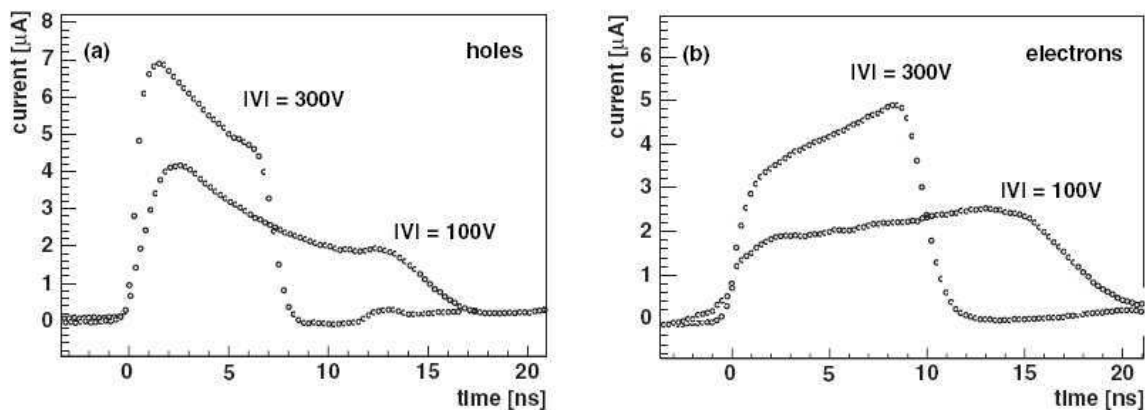 (a)
holes
|V| = 300V
|V| = 100V
current [μA]
8
7
6
5
4
3
2
1
0
0 5 10 15 20
time [ns]
(b)
electrons
|V| = 300V
|V| = 100V
current [μA]
6
5
4
3
2
1
0
0 5 10 15 20
time [ns]